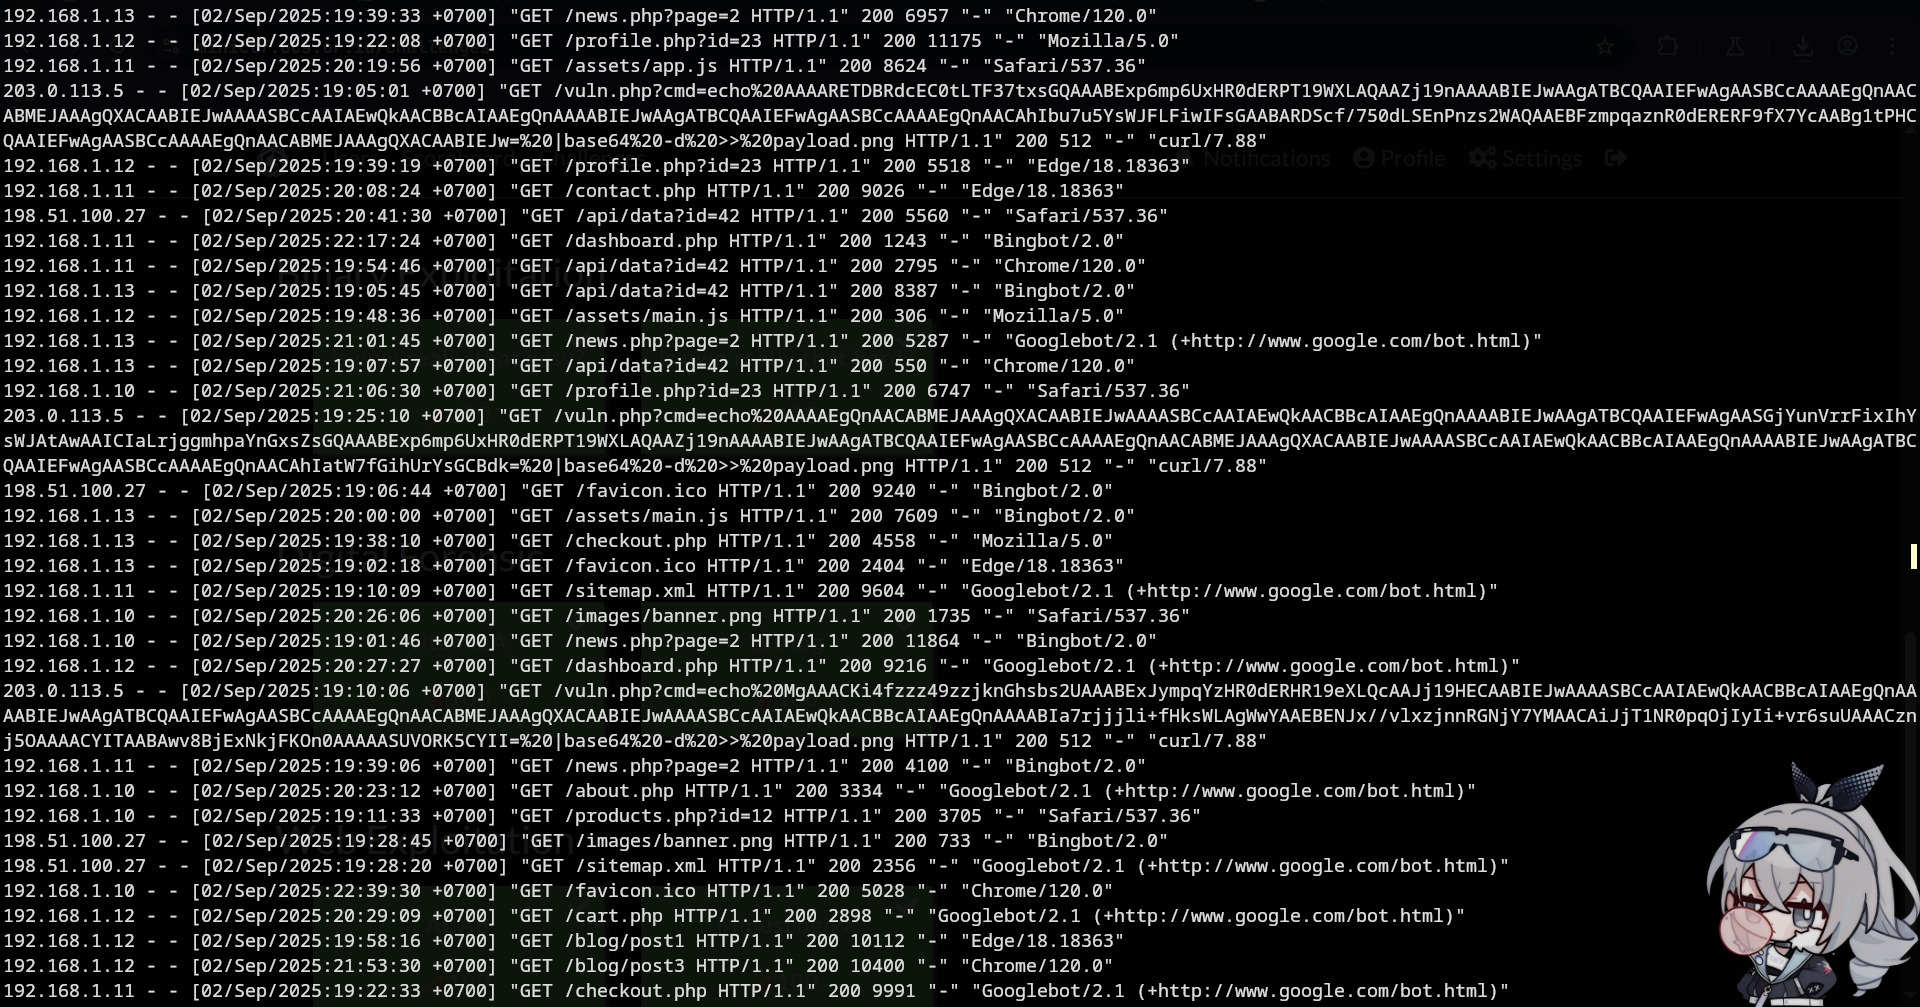 192.168.1.13 - - [02/Sep/2025:19:39:33 +0700] "GET /news.php?page=2 HTTP/1.1" 200 6957 "-" "Chrome/120.0"
192.168.1.12 - - [02/Sep/2025:19:22:08 +0700] "GET /profile.php?id=23 HTTP/1.1" 200 11175 "-" "Mozilla/5.0"
192.168.1.11 - - [02/Sep/2025:20:19:56 +0700] "GET /assets/app.js HTTP/1.1" 200 8624 "-" "Safari/537.36"
203.0.113.5 - - [02/Sep/2025:19:05:01 +0700] "GET /vuln.php?cmd=echo%20AAAARETDBRdcEC0tLTF37txsGQAAABExp6mp6UxHR0dERPT19WXLAQAAZj19nAAAABIEJwAAgATBCQAAIEFwAgAASBCcAAAAEgQnAAC
ABMEJAAAgQXACAABIEJwAAAASBCcAAIAEwQkAACBBcAIAAEgQnAAAABIEJwAAgATBCQAAIEFwAgAASBCcAAAAEgQnAACAhIbu7u5YsWJFLFiwIFsGAABARDScf/750dLSEnPnzs2WAQAAEBFzmpqaznR0dERERF9fX7YcAABg1tPHC
QAAIEFwAgAASBCcAAAAEgQnAACABMEJAAAgQXACAABIEJw=%20|base64%20-d%20>>%20payload.png HTTP/1.1" 200 512 "-" "curl/7.88"
192.168.1.12 - - [02/Sep/2025:19:39:19 +0700] "GET /profile.php?id=23 HTTP/1.1" 200 5518 "-" "Edge/18.18363"
192.168.1.11 - - [02/Sep/2025:20:08:24 +0700] "GET /contact.php HTTP/1.1" 200 9026 "-" "Edge/18.18363"
198.51.100.27 - - [02/Sep/2025:20:41:30 +0700] "GET /api/data?id=42 HTTP/1.1" 200 5560 "-" "Safari/537.36"
192.168.1.11 - - [02/Sep/2025:22:17:24 +0700] "GET /dashboard.php HTTP/1.1" 200 1243 "-" "Bingbot/2.0"
192.168.1.11 - - [02/Sep/2025:19:54:46 +0700] "GET /api/data?id=42 HTTP/1.1" 200 2795 "-" "Chrome/120.0"
192.168.1.13 - - [02/Sep/2025:19:05:45 +0700] "GET /api/data?id=42 HTTP/1.1" 200 8387 "-" "Bingbot/2.0"
192.168.1.12 - - [02/Sep/2025:19:48:36 +0700] "GET /assets/main.js HTTP/1.1" 200 306 "-" "Mozilla/5.0"
192.168.1.13 - - [02/Sep/2025:21:01:45 +0700] "GET /news.php?page=2 HTTP/1.1" 200 5287 "-" "Googlebot/2.1 (+http://www.google.com/bot.html)"
192.168.1.13 - - [02/Sep/2025:19:07:57 +0700] "GET /api/data?id=42 HTTP/1.1" 200 550 "-" "Chrome/120.0"
192.168.1.10 - - [02/Sep/2025:21:06:30 +0700] "GET /profile.php?id=23 HTTP/1.1" 200 6747 "-" "Safari/537.36"
203.0.113.5 - - [02/Sep/2025:19:25:10 +0700] "GET /vuln.php?cmd=echo%20AAAAEgQnAACABMEJAAAgQXACAABIEJwAAAASBCcAAIAEwQkAACBBcAIAAEgQnAAAABIEJwAAgATBCQAAIEFwAgAASGjYunVrrFixIhY
sWJAtAwAAICIaLrjggmhpaYnGxsZsGQAAABExp6mp6UxHR0dERPT19WXLAQAAZj19nAAAABIEJwAAgATBCQAAIEFwAgAASBCcAAAAEgQnAACABMEJAAAgQXACAABIEJwAAAASBCcAAIAEwQkAACBBcAIAAEgQnAAAABIEJwAAgATBC
QAAIEFwAgAASBCcAAAAEgQnAACAhIatW7fGihUrYsGCBdk=%20|base64%20-d%20>>%20payload.png HTTP/1.1" 200 512 "-" "curl/7.88"
198.51.100.27 - - [02/Sep/2025:19:06:44 +0700] "GET /favicon.ico HTTP/1.1" 200 9240 "-" "Bingbot/2.0"
192.168.1.13 - - [02/Sep/2025:20:00:00 +0700] "GET /assets/main.js HTTP/1.1" 200 7609 "-" "Bingbot/2.0"
192.168.1.13 - - [02/Sep/2025:19:38:10 +0700] "GET /checkout.php HTTP/1.1" 200 4558 "-" "Mozilla/5.0"
192.168.1.13 - - [02/Sep/2025:19:02:18 +0700] "GET /favicon.ico HTTP/1.1" 200 2404 "-" "Edge/18.18363"
192.168.1.11 - - [02/Sep/2025:19:10:09 +0700] "GET /sitemap.xml HTTP/1.1" 200 9604 "-" "Googlebot/2.1 (+http://www.google.com/bot.html)"
192.168.1.10 - - [02/Sep/2025:20:26:06 +0700] "GET /images/banner.png HTTP/1.1" 200 1735 "-" "Safari/537.36"
192.168.1.10 - - [02/Sep/2025:19:01:46 +0700] "GET /news.php?page=2 HTTP/1.1" 200 11864 "-" "Bingbot/2.0"
192.168.1.12 - - [02/Sep/2025:20:27:27 +0700] "GET /dashboard.php HTTP/1.1" 200 9216 "-" "Googlebot/2.1 (+http://www.google.com/bot.html)"
203.0.113.5 - - [02/Sep/2025:19:10:06 +0700] "GET /vuln.php?cmd=echo%20MgAAACKi4fzzz49zzjknGhsbs2UAAABExJympqYzHR0dERHR19eXLQcAAJj19HECAABIEJwAAAASBCcAAIAEwQkAACBBcAIAAEgQnAA
AABIEJwAAgATBCQAAIEFwAgAASBCcAAAAEgQnAACABMEJAAAgQXACAABIEJwAAAASBCcAAIAEwQkAACBBcAIAAEgQnAAAABIa7rjjjli+fHksWLAgWwYAAEBENJx//vlxzjnnRGNjY7YMAACAiJjT1NR0pqOjIyIi+vr6suUAAACzn
j5OAAAACYITAABAwv8BjExNkjFKOn0AAAAASUVORK5CYII=%20|base64%20-d%20>>%20payload.png HTTP/1.1" 200 512 "-" "curl/7.88"
192.168.1.11 - - [02/Sep/2025:19:39:06 +0700] "GET /news.php?page=2 HTTP/1.1" 200 4100 "-" "Bingbot/2.0"
192.168.1.10 - - [02/Sep/2025:20:23:12 +0700] "GET /about.php HTTP/1.1" 200 3334 "-" "Googlebot/2.1 (+http://www.google.com/bot.html)"
192.168.1.10 - - [02/Sep/2025:19:11:33 +0700] "GET /products.php?id=12 HTTP/1.1" 200 3705 "-" "Safari/537.36"
198.51.100.27 - - [02/Sep/2025:19:28:45 +0700] "GET /images/banner.png HTTP/1.1" 200 733 "-" "Bingbot/2.0"
198.51.100.27 - - [02/Sep/2025:19:28:20 +0700] "GET /sitemap.xml HTTP/1.1" 200 2356 "-" "Googlebot/2.1 (+http://www.google.com/bot.html)"
192.168.1.10 - - [02/Sep/2025:22:39:30 +0700] "GET /favicon.ico HTTP/1.1" 200 5028 "-" "Chrome/120.0"
192.168.1.12 - - [02/Sep/2025:20:29:09 +0700] "GET /cart.php HTTP/1.1" 200 2898 "-" "Googlebot/2.1 (+http://www.google.com/bot.html)"
192.168.1.12 - - [02/Sep/2025:19:58:16 +0700] "GET /blog/post1 HTTP/1.1" 200 10112 "-" "Edge/18.18363"
192.168.1.12 - - [02/Sep/2025:21:53:30 +0700] "GET /blog/post3 HTTP/1.1" 200 10400 "-" "Chrome/120.0"
192.168.1.11 - - [02/Sep/2025:19:22:33 +0700] "GET /checkout.php HTTP/1.1" 200 9991 "-" "Googlebot/2.1 (+http://www.google.com/bot.html)"
Notifications
Profile
Settings
Digital Forensic
Web Exploitation